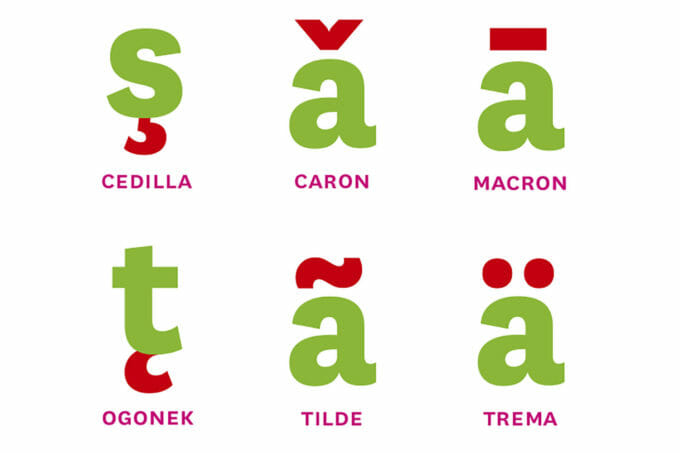 ş ǎ ā
CEDILLA CARON MACRON
t̨ ã ä
OGONEK TILDE TREMA